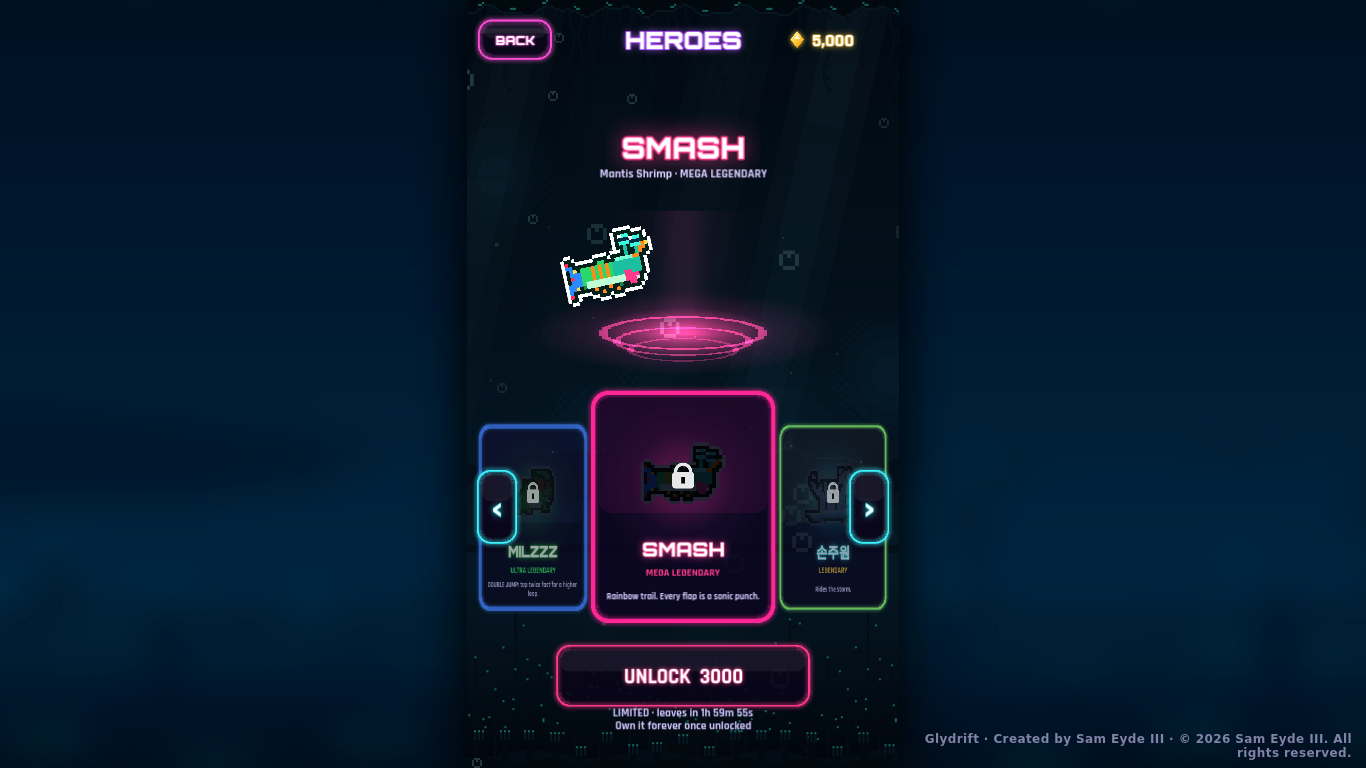 BACK
HEROES
5,000
SMASH
Mantis Shrimp · MEGA LEGENDARY
<
>
MILZZZ
ULTRA LEGENDARY
DOUBLE JUMP: tap twice fast for a higher
leap.
SMASH
MEGA LEGENDARY
Rainbow trail. Every flap is a sonic punch.
손주원
LEGENDARY
Rides the storm.
UNLOCK 3000
LIMITED · leaves in 1h 59m 55s
Own it forever once unlocked
Glydrift · Created by Sam Eyde III · © 2026 Sam Eyde III. All
rights reserved.